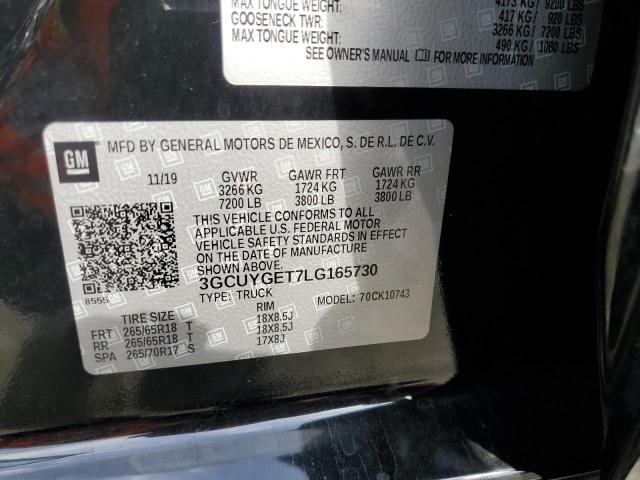 MAX TONGUE WEIGHT: 4173 KG/ 9200 LBS
GOOSENECK TWR: 417 KG/ 920 LBS
MAX TONGUE WEIGHT: 3266 KG/ 7200 LBS
490 KG/ 1080 LBS
SEE OWNER'S MANUAL FOR MORE INFORMATION
GM
MFD BY GENERAL MOTORS DE MEXICO, S. DE R.L. DE C.V.
11/19 GVWR GAWR FRT GAWR RR
3266 KG 1724 KG 1724 KG
7200 LB 3800 LB 3800 LB
THIS VEHICLE CONFORMS TO ALL
APPLICABLE U.S. FEDERAL MOTOR
VEHICLE SAFETY STANDARDS IN EFFECT
ON THE DATE OF MANUFACTURE
SHOWN ABOVE.
8555
3GCUYGET7LG165730
TYPE: TRUCK MODEL: 70CK10743
TIRE SIZE RIM
FRT 265/65R18 T 18X8.5J
RR 265/65R18 T 18X8.5J
SPA 265/70R17 S 17X8J